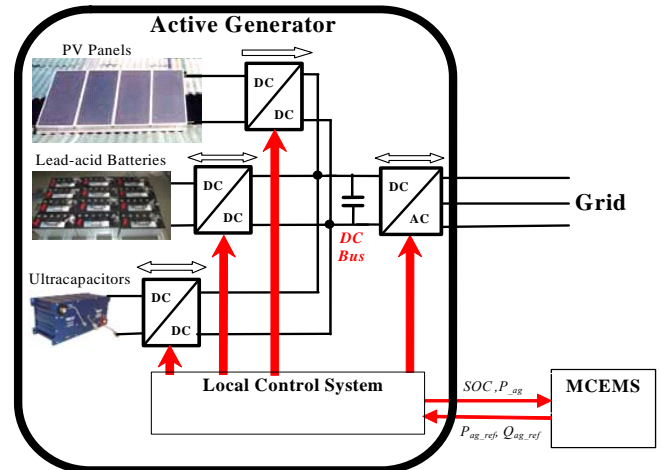 Active Generator
PV Panels
DC
DC
Lead-acid Batteries
DC
DC
DC
AC
Grid
DC
Bus
Ultracapacitors
DC
DC
Local Control System
SOC ,P_ag
MCEMS
P_ag_ref, Q_ag_ref